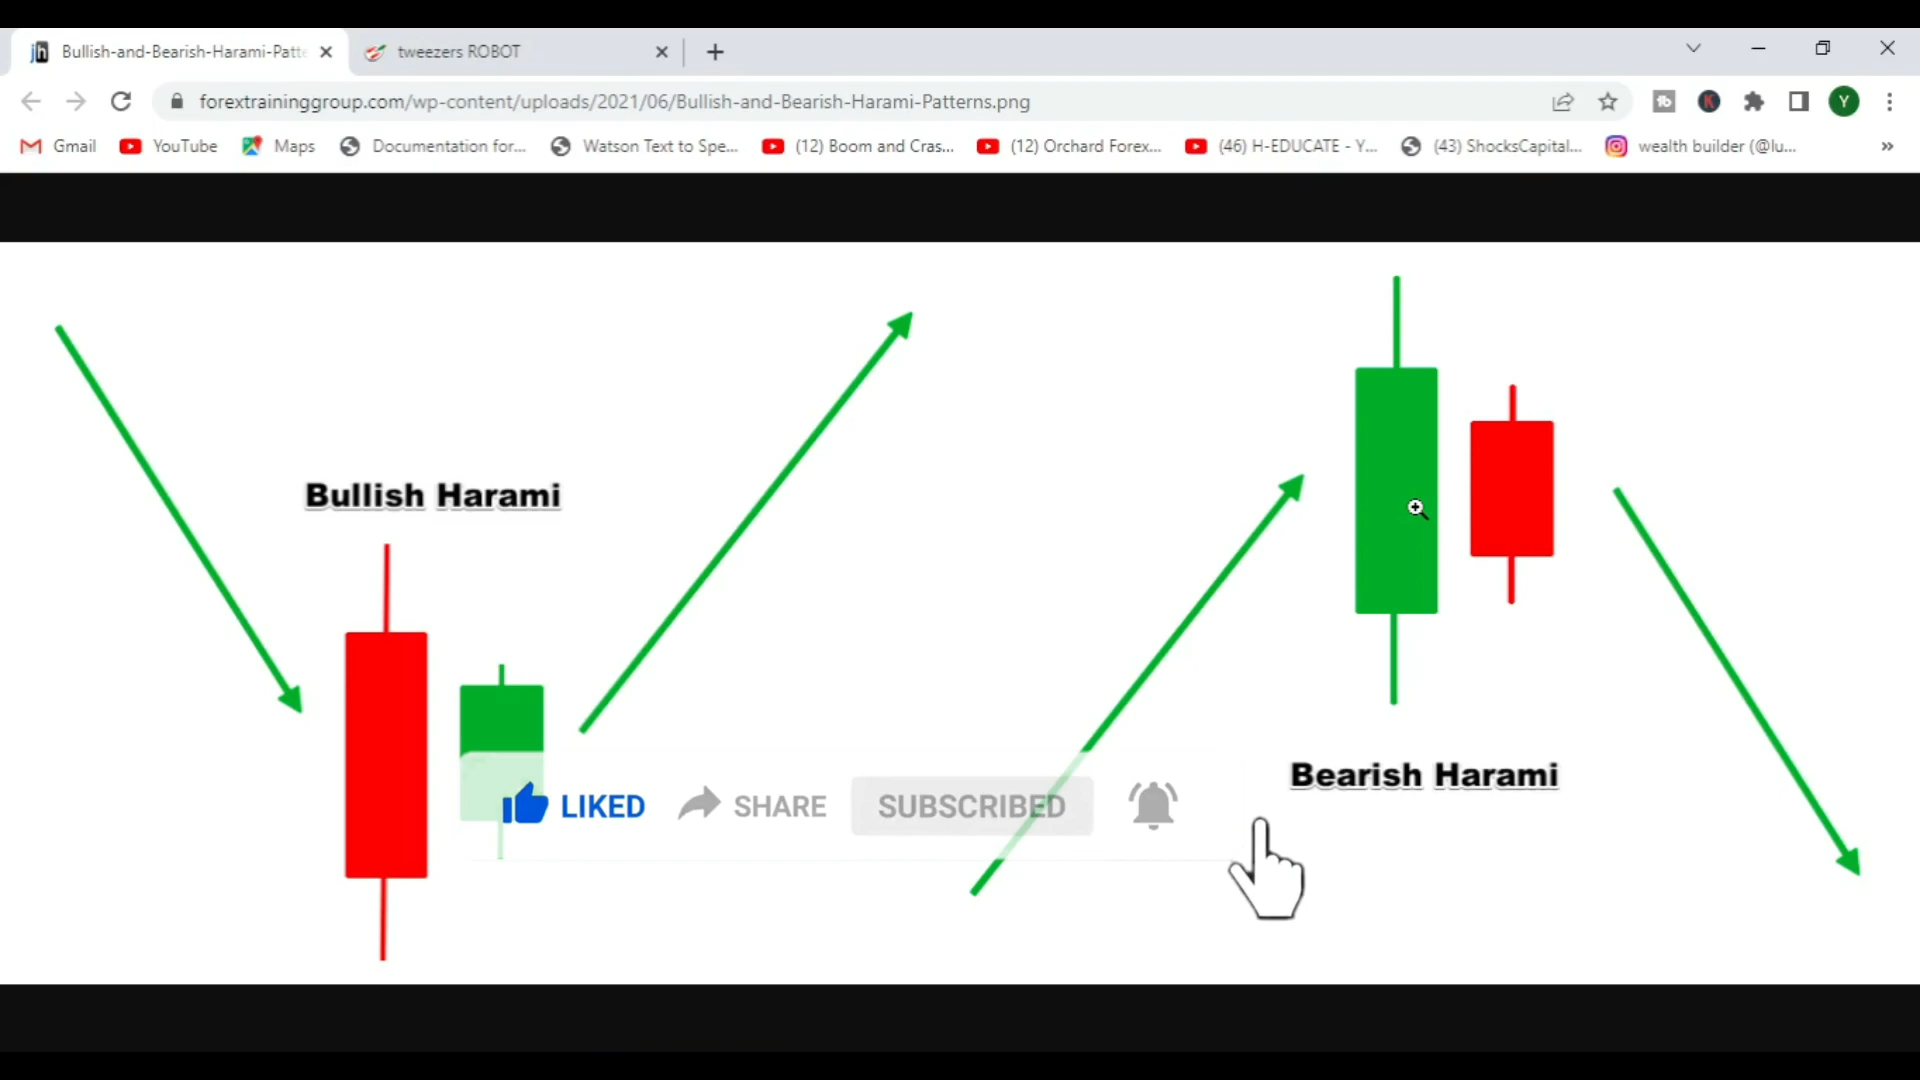 jh Bullish-and-Bearish-Harami-Patte tweezers ROBOT
forextraininggroup.com/wp-content/uploads/2021/06/Bullish-and-Bearish-Harami-Patterns.png K Y
Gmail YouTube Maps Documentation for... Watson Text to Spe... (12) Boom and Cras... (12) Orchard Forex... (46) H-EDUCATE - Y... (43) ShocksCapital... wealth builder (@lu... »
Bullish Harami
Bearish Harami
LIKED SHARE SUBSCRIBED